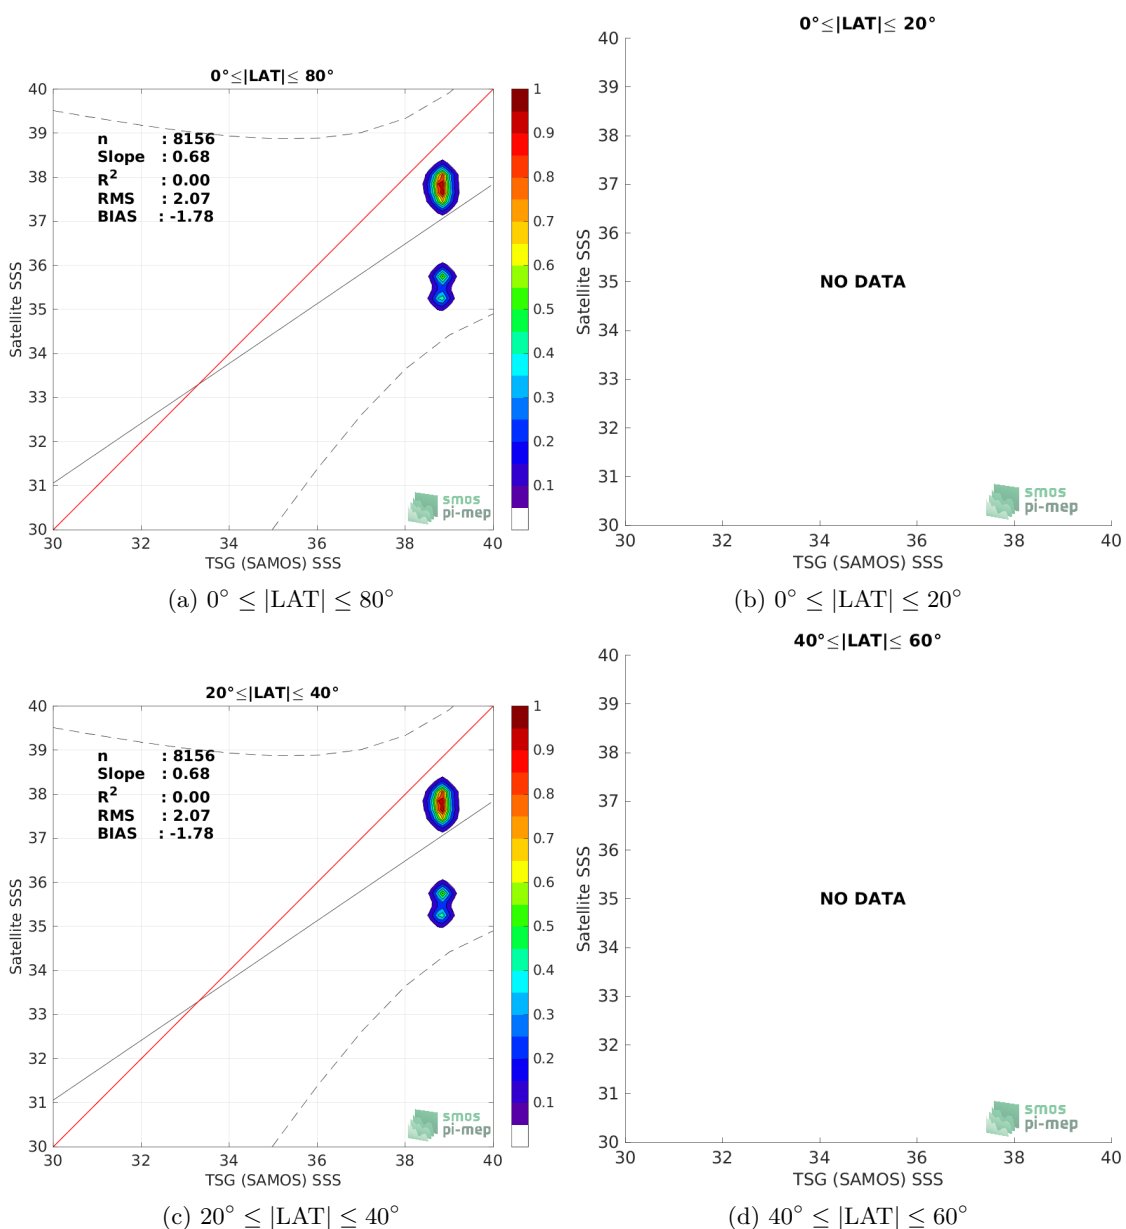 0°≤|LAT|≤ 80°
40
39
38
37
36
35
34
33
32
31
30
Satellite SSS
n : 8156
Slope : 0.68
R2 : 0.00
RMS : 2.07
BIAS : -1.78
1
0.9
0.8
0.7
0.6
0.5
0.4
0.3
0.2
0.1
smos
pi-mep
30 32 34 36 38 40
TSG (SAMOS) SSS
(a) 0° ≤ |LAT| ≤ 80°
0°≤|LAT|≤ 20°
40
39
38
37
36
35
34
33
32
31
30
Satellite SSS
NO DATA
smos
pi-mep
30 32 34 36 38 40
TSG (SAMOS) SSS
(b) 0° ≤ |LAT| ≤ 20°
20°≤|LAT|≤ 40°
40
39
38
37
36
35
34
33
32
31
30
Satellite SSS
n : 8156
Slope : 0.68
R2 : 0.00
RMS : 2.07
BIAS : -1.78
1
0.9
0.8
0.7
0.6
0.5
0.4
0.3
0.2
0.1
smos
pi-mep
30 32 34 36 38 40
TSG (SAMOS) SSS
(c) 20° ≤ |LAT| ≤ 40°
40°≤|LAT|≤ 60°
40
39
38
37
36
35
34
33
32
31
30
Satellite SSS
NO DATA
smos
pi-mep
30 32 34 36 38 40
TSG (SAMOS) SSS
(d) 40° ≤ |LAT| ≤ 60°